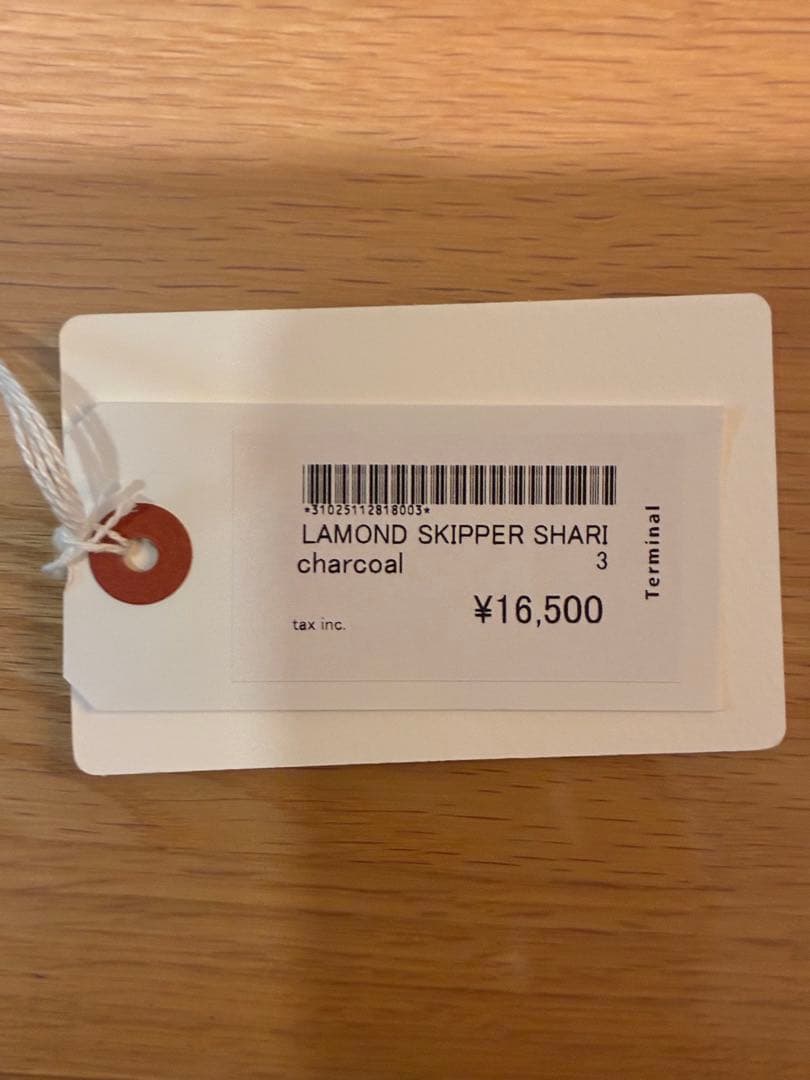 *31025112818003*
LAMOND SKIPPER SHARI
charcoal 3
¥16,500
tax inc.
Terminal